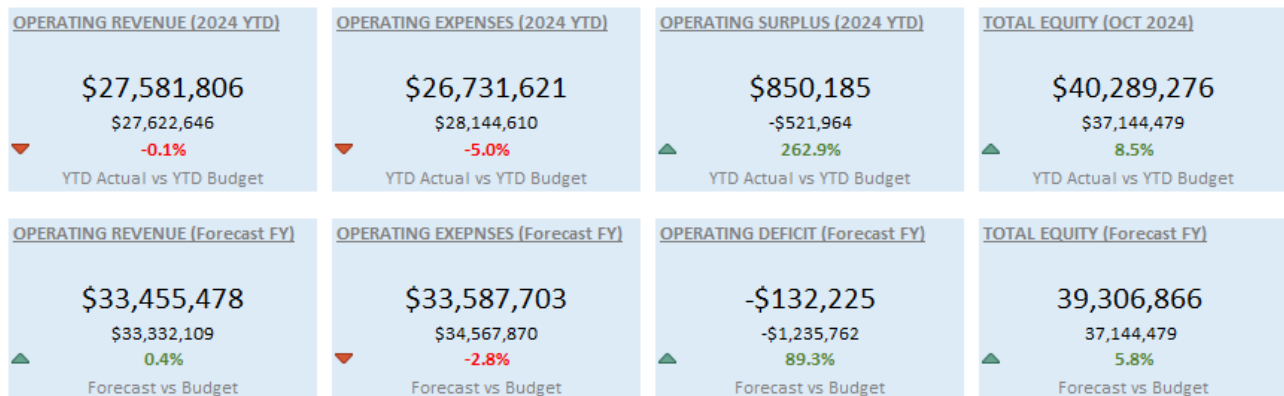 OPERATING REVENUE (2024 YTD)
$27,581,806
$27,622,646
-0.1%
YTD Actual vs YTD Budget
OPERATING EXPENSES (2024 YTD)
$26,731,621
$28,144,610
-5.0%
YTD Actual vs YTD Budget
OPERATING SURPLUS (2024 YTD)
$850,185
-$521,964
262.9%
YTD Actual vs YTD Budget
TOTAL EQUITY (OCT 2024)
$40,289,276
$37,144,479
8.5%
YTD Actual vs YTD Budget
OPERATING REVENUE (Forecast FY)
$33,455,478
$33,332,109
0.4%
Forecast vs Budget
OPERATING EXEPNSES (Forecast FY)
$33,587,703
$34,567,870
-2.8%
Forecast vs Budget
OPERATING DEFICIT (Forecast FY)
-$132,225
-$1,235,762
89.3%
Forecast vs Budget
TOTAL EQUITY (Forecast FY)
39,306,866
37,144,479
5.8%
Forecast vs Budget